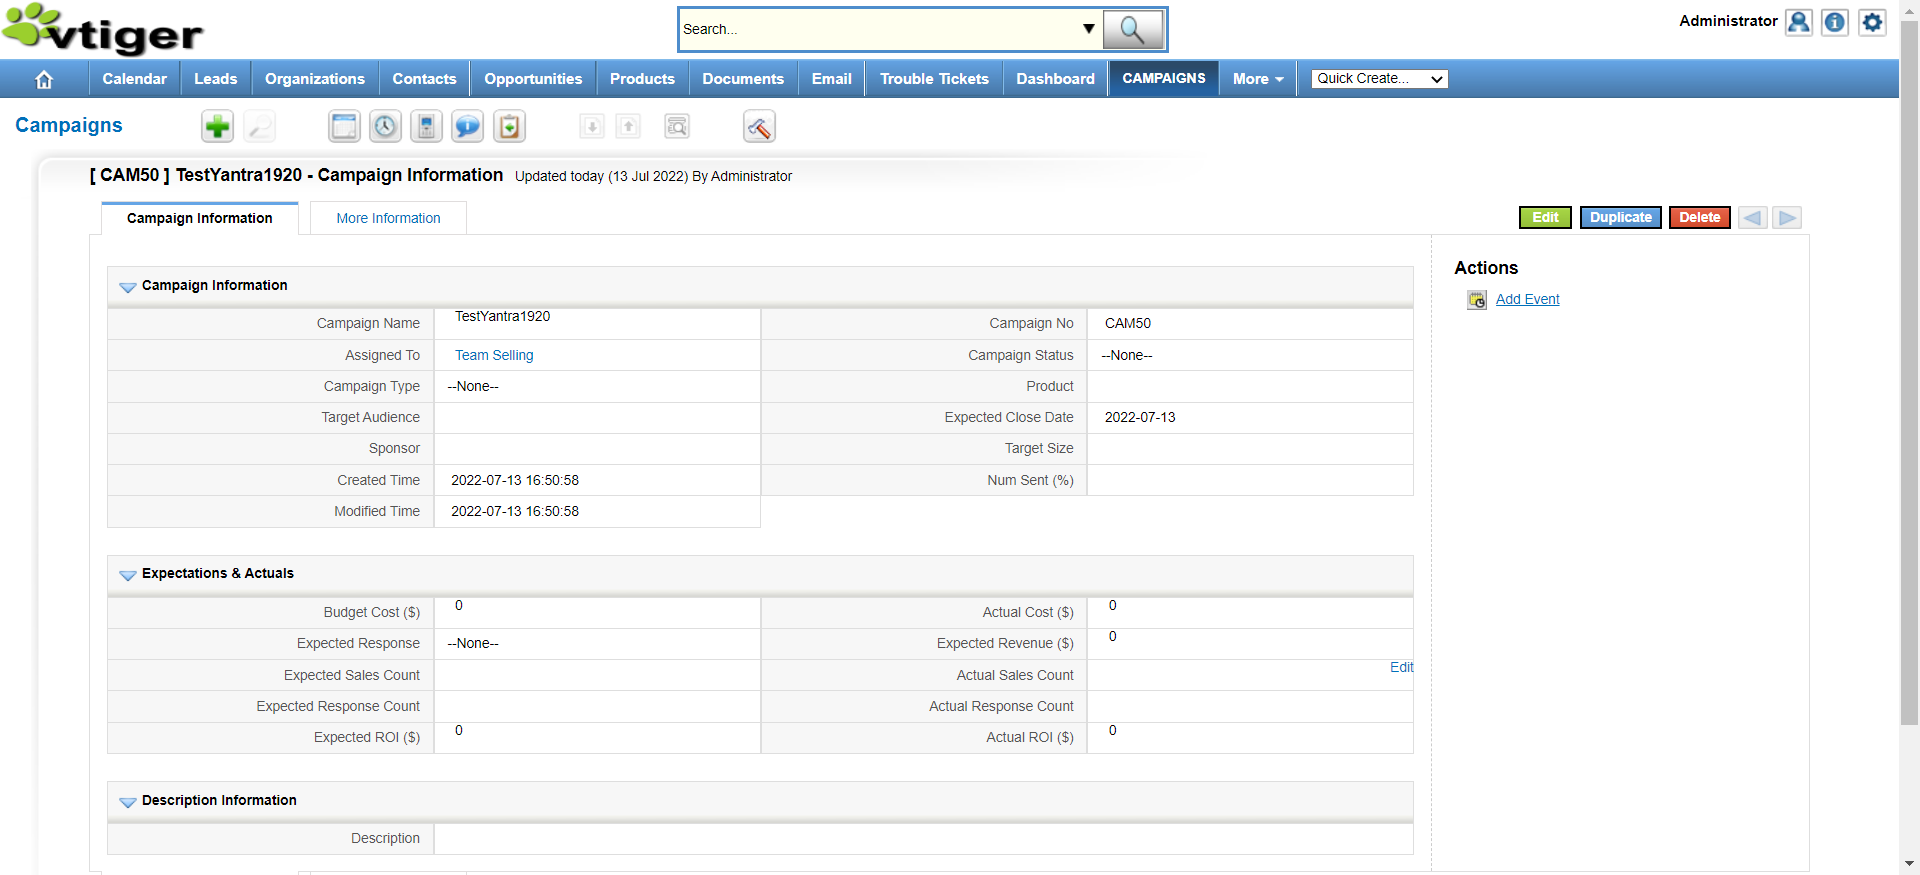 vtiger
Search...
Administrator
Calendar Leads Organizations Contacts Opportunities Products Documents Email Trouble Tickets Dashboard CAMPAIGNS More Quick Create...
Campaigns
[ CAM50 ] TestYantra1920 - Campaign Information Updated today (13 Jul 2022) By Administrator
Campaign Information More Information Edit Duplicate Delete
Actions
Add Event
Campaign Information
Campaign Name TestYantra1920 Campaign No CAM50
Assigned To Team Selling Campaign Status --None--
Campaign Type --None-- Product
Target Audience Expected Close Date 2022-07-13
Sponsor Target Size
Created Time 2022-07-13 16:50:58 Num Sent (%)
Modified Time 2022-07-13 16:50:58
Expectations & Actuals
Budget Cost ($) 0 Actual Cost ($) 0
Expected Response --None-- Expected Revenue ($) 0
Expected Sales Count Actual Sales Count Edit
Expected Response Count Actual Response Count
Expected ROI ($) 0 Actual ROI ($) 0
Description Information
Description